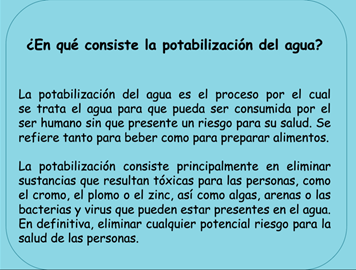 ¿En qué consiste la potabilización del agua?
La potabilización del agua es el proceso por el cual
se trata el agua para que pueda ser consumida por el
ser humano sin que presente un riesgo para su salud. Se
refiere tanto para beber como para preparar alimentos.
La potabilización consiste principalmente en eliminar
sustancias que resultan tóxicas para las personas, como
el cromo, el plomo o el zinc, así como algas, arenas o las
bacterias y virus que pueden estar presentes en el agua.
En definitiva, eliminar cualquier potencial riesgo para la
salud de las personas.